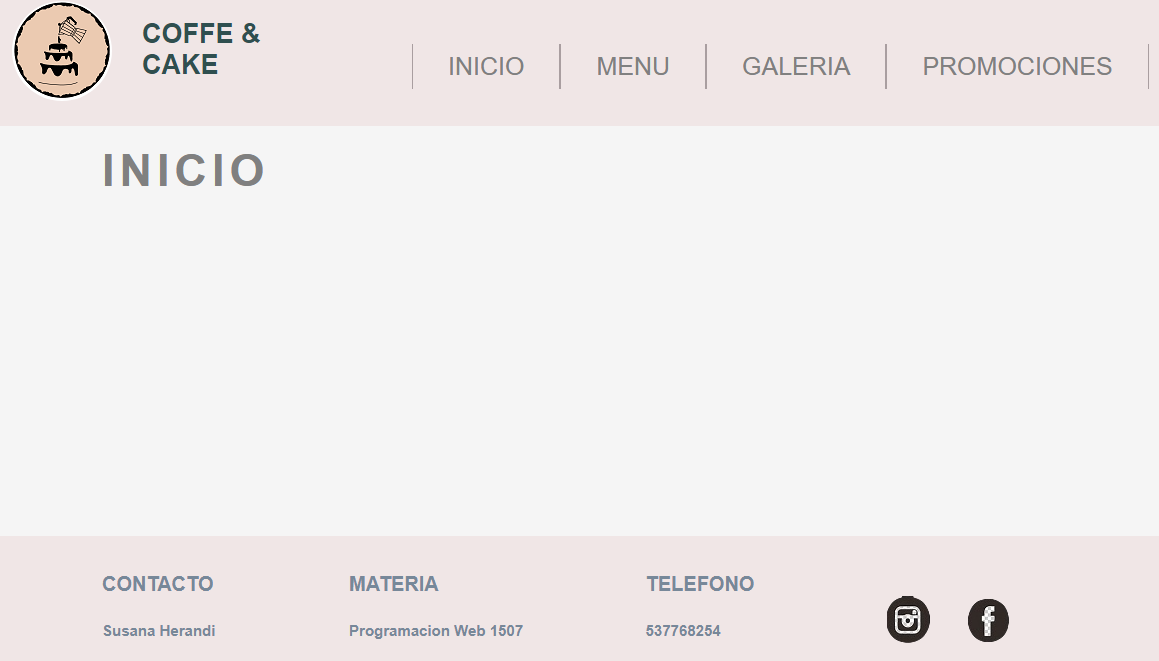 COFFE &
CAKE
INICIO
MENU
GALERIA
PROMOCIONES
INICIO
CONTACTO
MATERIA
TELEFONO
Susana Herandi
Programacion Web 1507
537768254